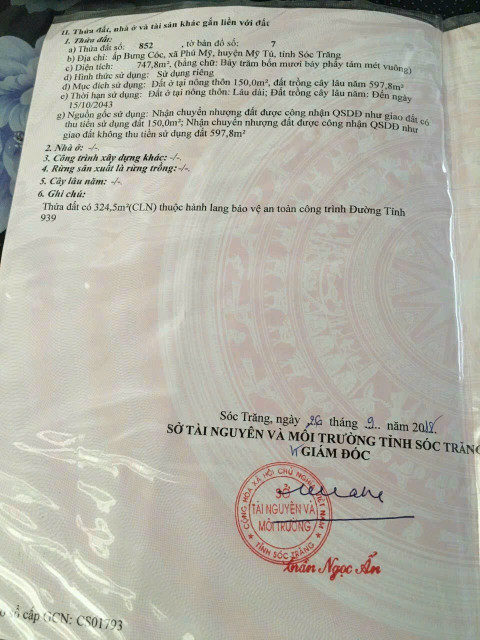 II. Thửa đất, nhà ở và tài sản khác gắn liền với đất
1. Thửa đất:
a) Thửa đất số: 852 , tờ bản đồ số: 7
b) Địa chỉ: ấp Bưng Cóc, xã Phú Mỹ, huyện Mỹ Tú, tỉnh Sóc Trăng
c) Diện tích: 747,8m², (bằng chữ: Bảy trăm bốn mươi bảy phẩy tám mét vuông)
d) Hình thức sử dụng: Sử dụng riêng
đ) Mục đích sử dụng: Đất ở tại nông thôn 150,0m², đất trồng cây lâu năm 597,8m²
e) Thời hạn sử dụng: Đất ở tại nông thôn: Lâu dài; Đất trồng cây lâu năm: Đến ngày
15/10/2043
g) Nguồn gốc sử dụng: Nhận chuyển nhượng đất được công nhận QSDĐ như giao đất có
thu tiền sử dụng đất 150,0m²; Nhận chuyển nhượng đất được công nhận QSDĐ như
giao đất không thu tiền sử dụng đất 597,8m²
2. Nhà ở: -/-
3. Công trình xây dựng khác: -/-
4. Rừng sản xuất là rừng trồng: -/-
5. Cây lâu năm: -/-
6. Ghi chú:
Thửa đất có 324,5m²(CLN) thuộc hành lang bảo vệ an toàn công trình Đường Tỉnh
939
Sóc Trăng, ngày 26 tháng 9 năm 2018
SỞ TÀI NGUYÊN VÀ MÔI TRƯỜNG TỈNH SÓC TRĂNG
GIÁM ĐỐC
CỘNG HÒA XÃ HỘI CHỦ NGHĨA VIỆT NAM
SỞ
TÀI NGUYÊN VÀ
MÔI TRƯỜNG
TỈNH SÓC TRĂNG
Trần Ngọc Ẩn
sổ cấp GCN: CS01793